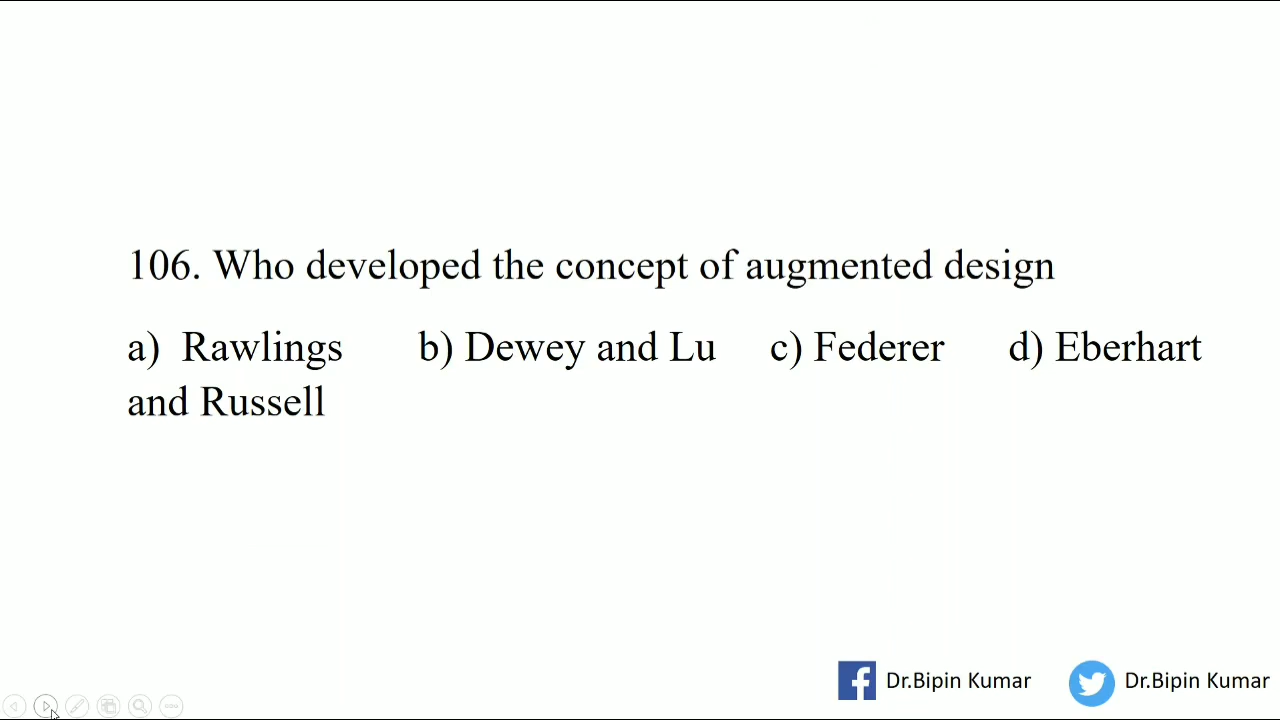 106. Who developed the concept of augmented design
a) Rawlings b) Dewey and Lu c) Federer d) Eberhart
and Russell
Dr.Bipin Kumar Dr.Bipin Kumar